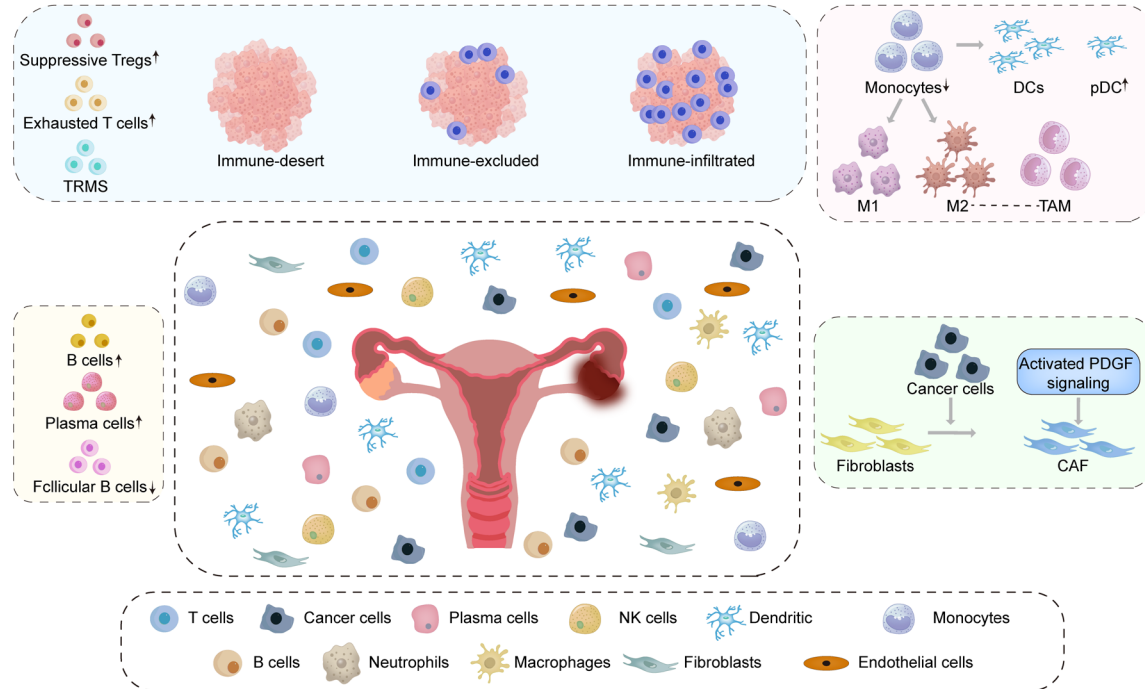 Suppressive Tregs↑
Exhausted T cells↑
TRMS
Immune-desert
Immune-excluded
Immune-infiltrated
Monocytes↓
DCs
pDC↑
M1
M2
TAM
B cells↑
Plasma cells↑
Fcllicular B cells↓
Cancer cells
Activated PDGF
signaling
Fibroblasts
CAF
T cells
Cancer cells
Plasma cells
NK cells
Dendritic
Monocytes
B cells
Neutrophils
Macrophages
Fibroblasts
Endothelial cells